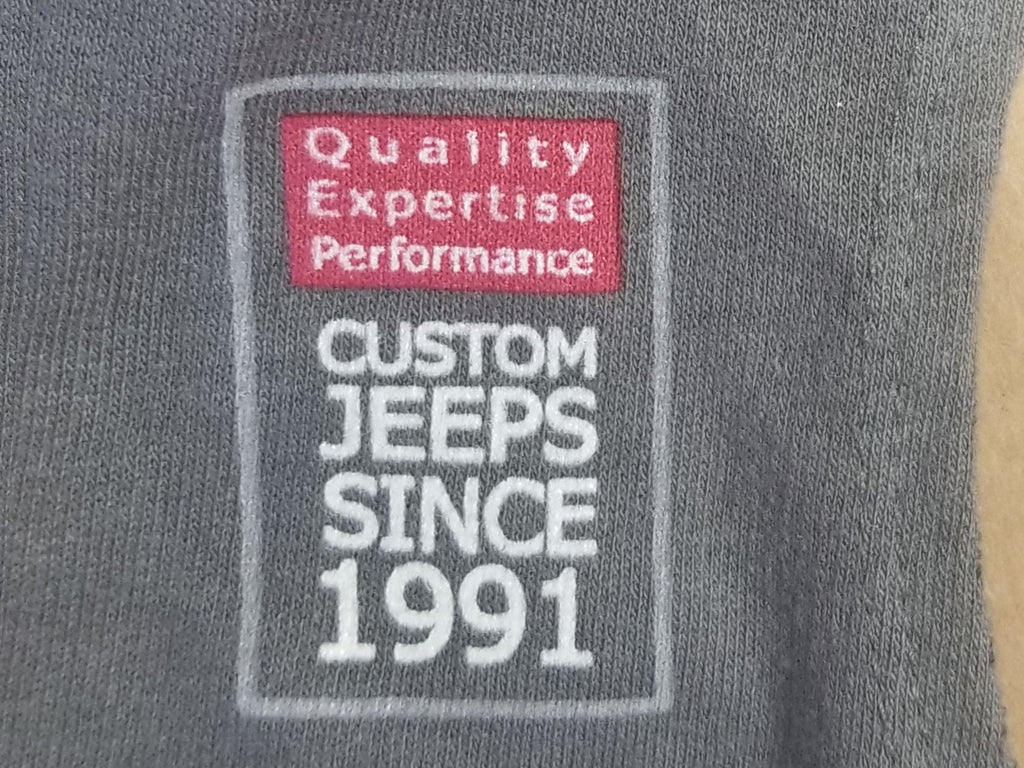 Quality
Expertise
Performance
CUSTOM
JEEPS
SINCE
1991